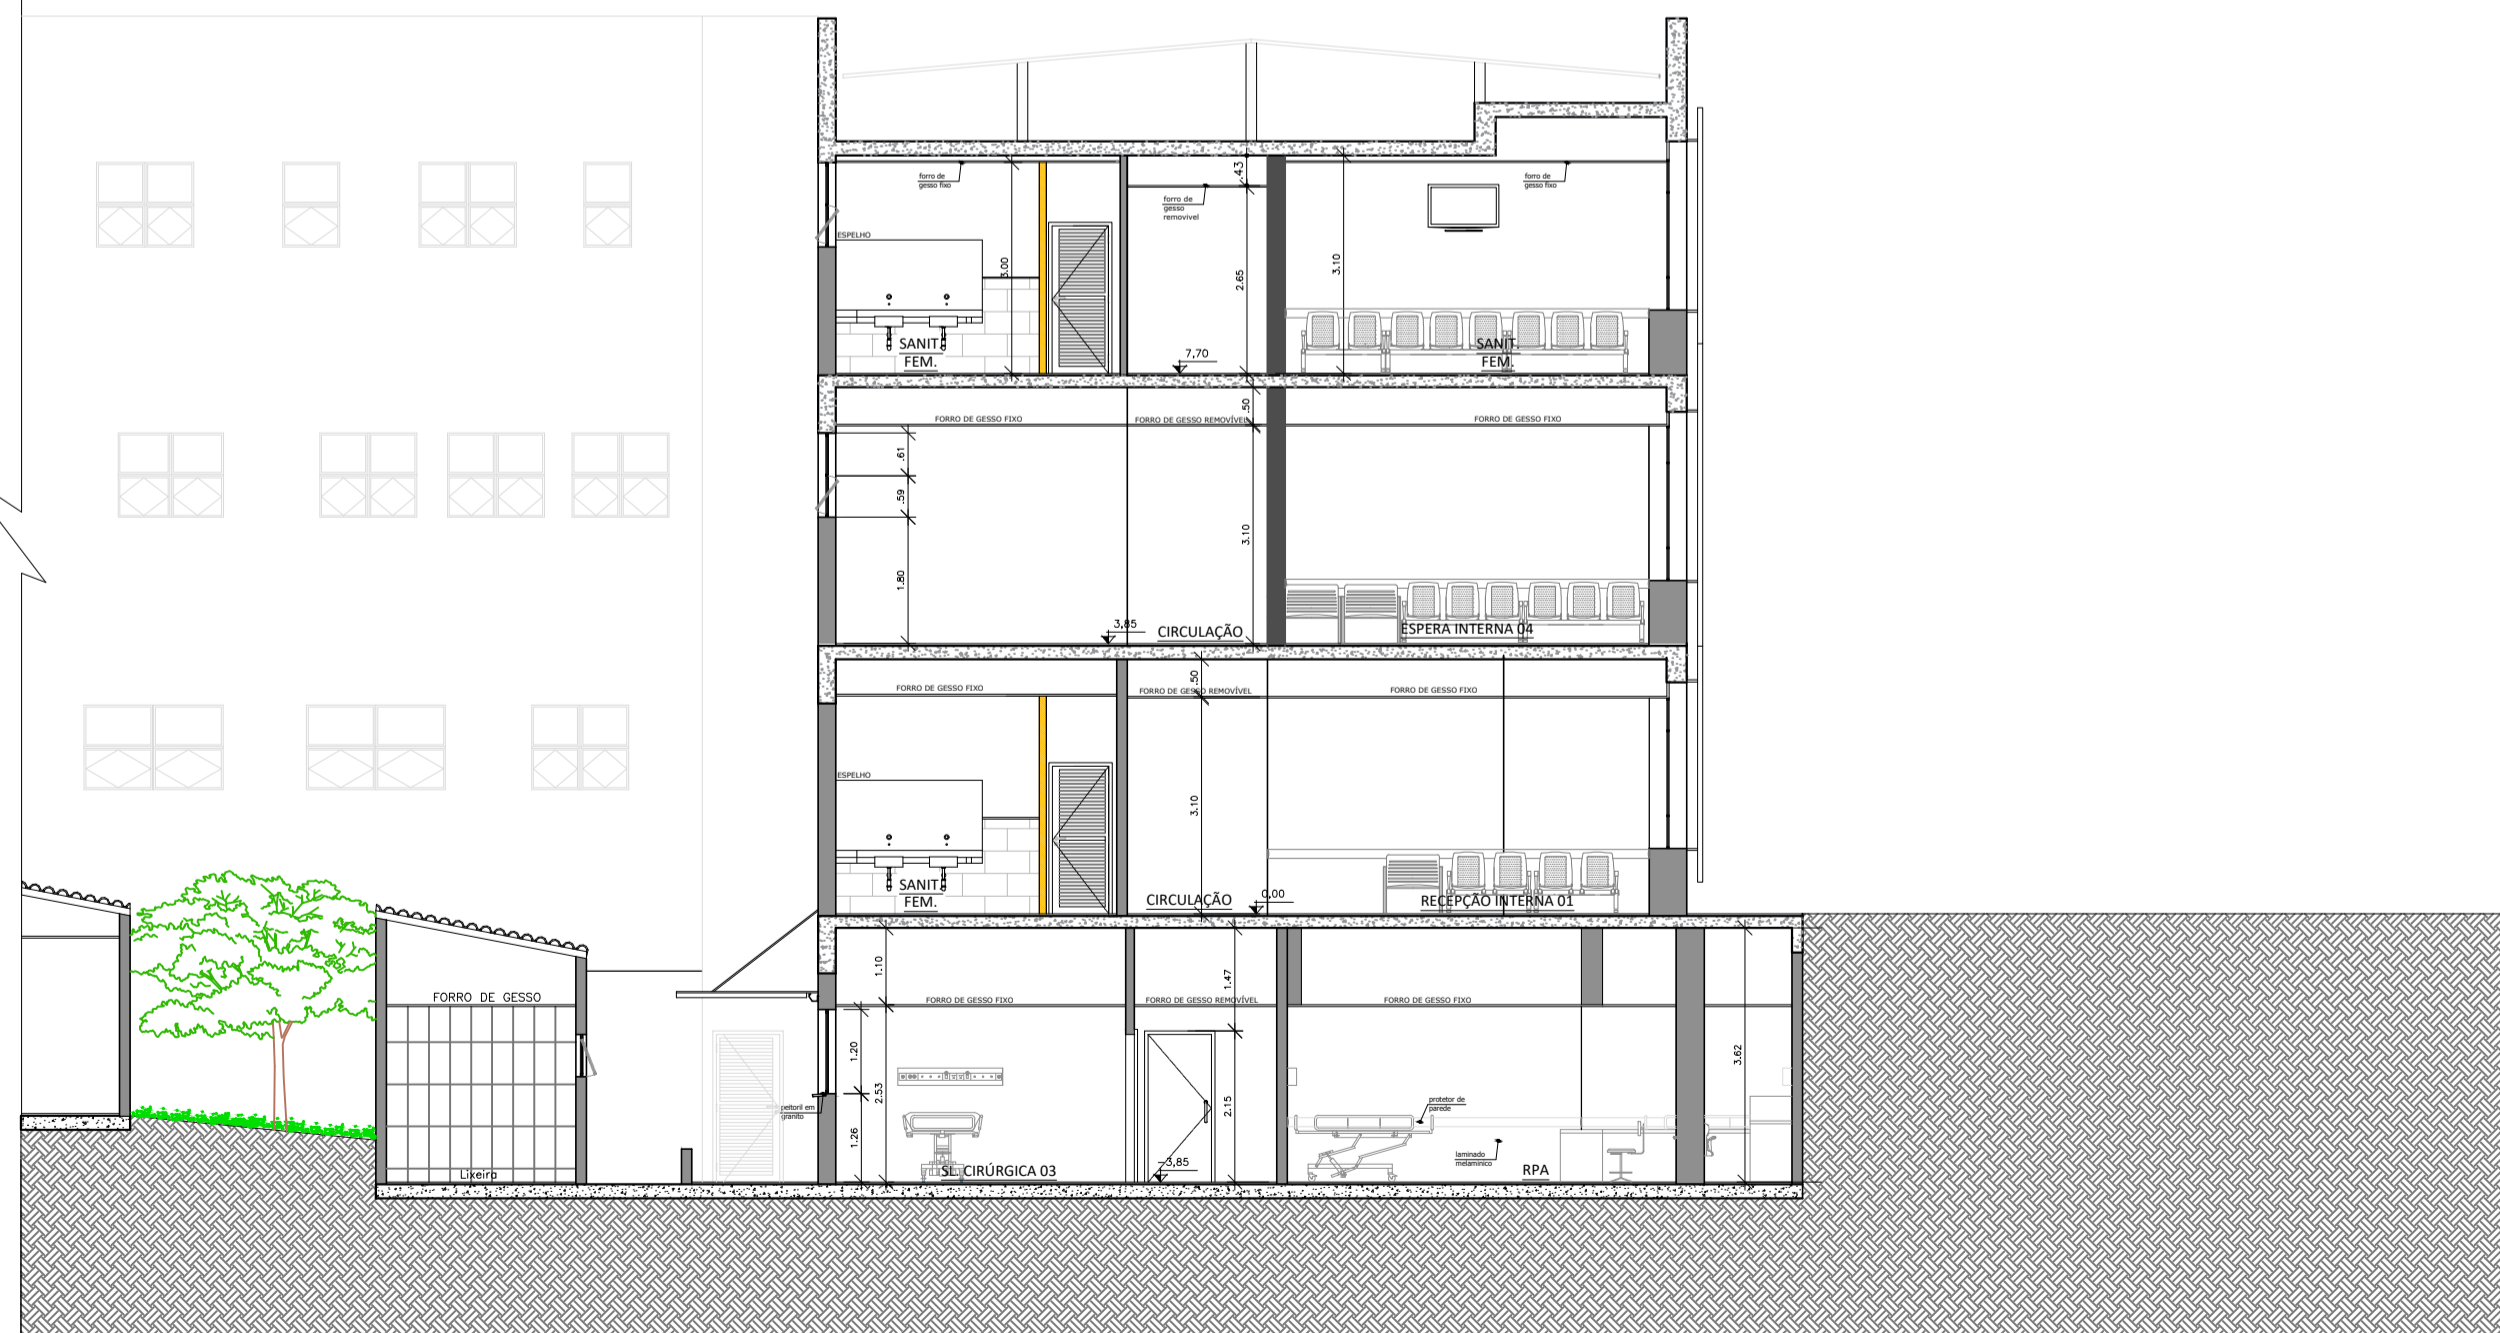 forro de
gesso fixo
.43
forro de
gesso fixo
forro de
gesso
removivel
ESPELHO
3.00
2.65
3.10
SANIT.
FEM.
7,70
SANIT.
FEM.
.50
FORRO DE GESSO FIXO
FORRO DE GESSO REMOVÍVEL
FORRO DE GESSO FIXO
.61
.59
3.10
1.80
3,85
CIRCULAÇÃO
ESPERA INTERNA 04
.50
FORRO DE GESSO FIXO
FORRO DE GESSO REMOVÍVEL
FORRO DE GESSO FIXO
ESPELHO
3.10
SANIT.
FEM.
CIRCULAÇÃO
0,00
RECEPÇÃO INTERNA 01
1.10
1.47
FORRO DE GESSO
FORRO DE GESSO FIXO
FORRO DE GESSO REMOVÍVEL
FORRO DE GESSO FIXO
1.20
2.53
3.62
peitoril em
granito
2.15
protetor de
parede
1.26
laminado
melaminico
Lixeira
SL. CIRÚRGICA 03
-3,85
RPA